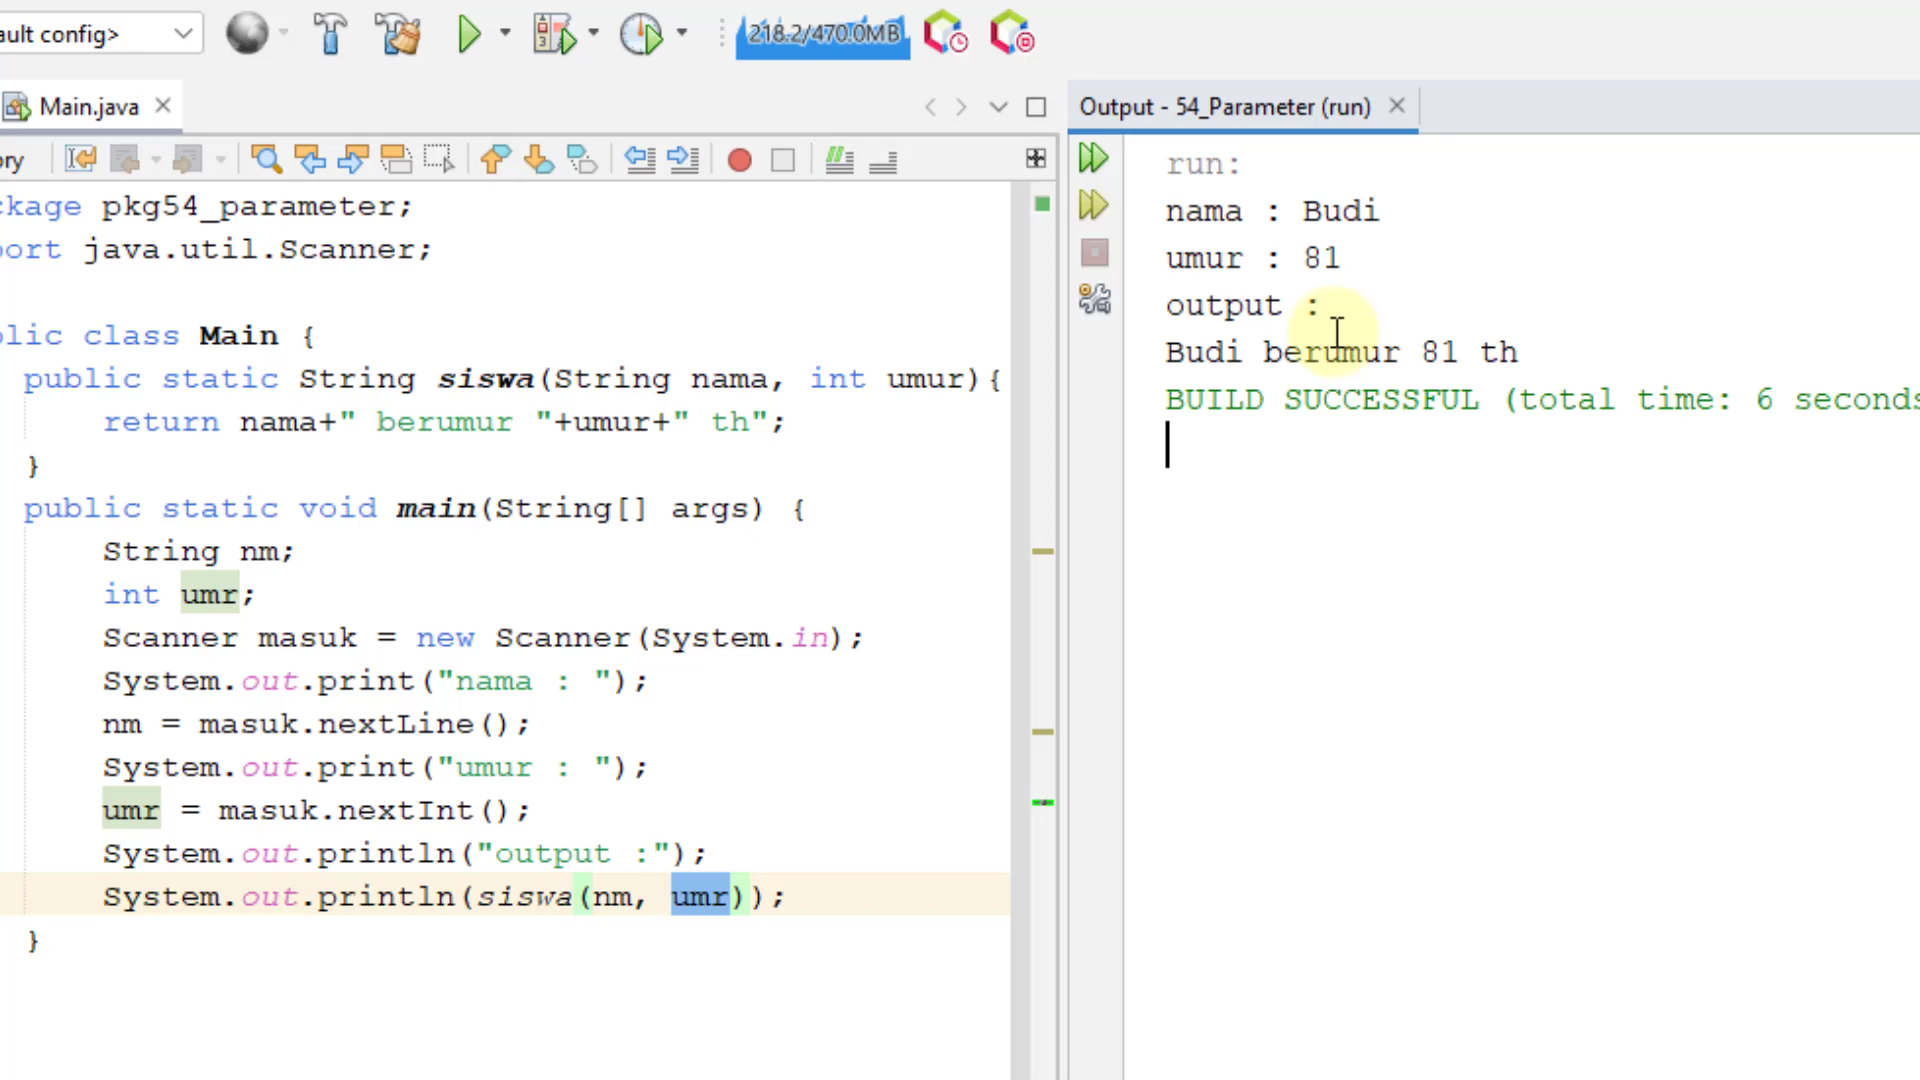 ault config>
218.2/470.0MB
Main.java
Output - 54_Parameter (run)
ory
ckage pkg54_parameter;
port java.util.Scanner;
blic class Main {
public static String siswa(String nama, int umur){
return nama+" berumur "+umur+" th";
}
public static void main(String[] args) {
String nm;
int umr;
Scanner masuk = new Scanner(System.in);
System.out.print("nama : ");
nm = masuk.nextLine();
System.out.print("umur : ");
umr = masuk.nextInt();
System.out.println("output :");
System.out.println(siswa(nm, umr));
}
run:
nama : Budi
umur : 81
output :
Budi berumur 81 th
BUILD SUCCESSFUL (total time: 6 seconds